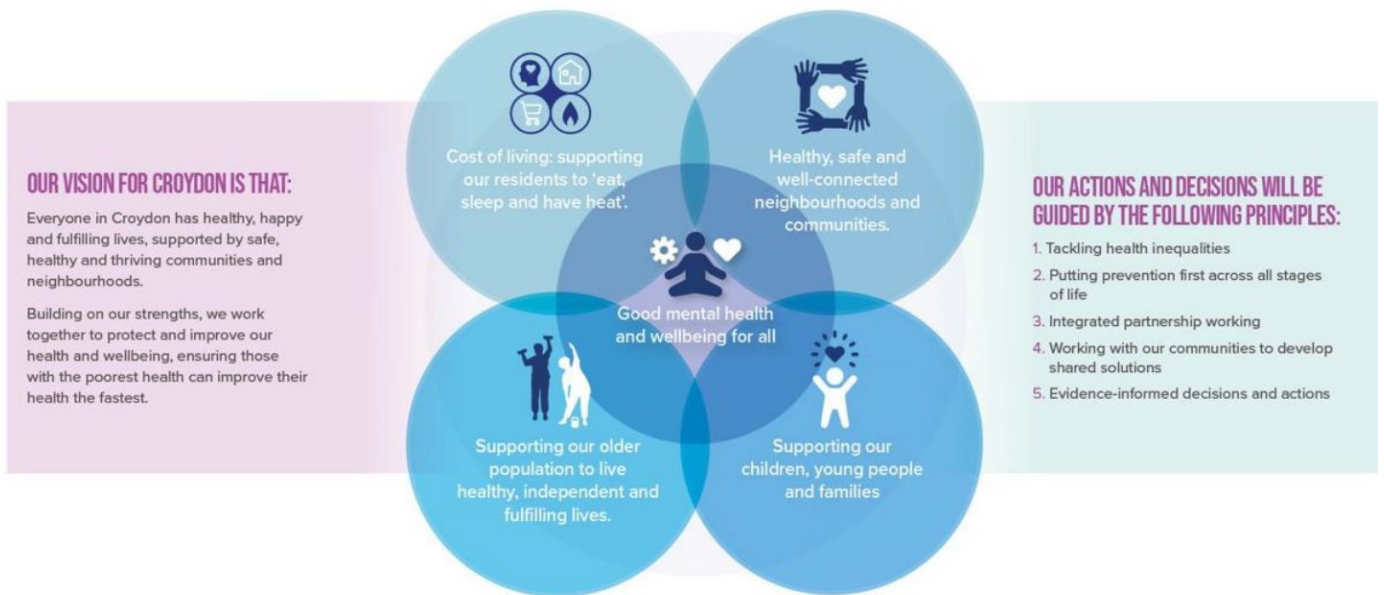 OUR VISION FOR CROYDON IS THAT:
Everyone in Croydon has healthy, happy
and fulfilling lives, supported by safe,
healthy and thriving communities and
neighbourhoods.
Building on our strengths, we work
together to protect and improve our
health and wellbeing, ensuring those
with the poorest health can improve their
health the fastest.
Cost of living: supporting
our residents to ‘eat,
sleep and have heat’.
Healthy, safe and
well-connected
neighbourhoods and
communities.
Good mental health
and wellbeing for all
Supporting our older
population to live
healthy, independent and
fulfilling lives.
Supporting our
children, young people
and families
OUR ACTIONS AND DECISIONS WILL BE
GUIDED BY THE FOLLOWING PRINCIPLES:
1. Tackling health inequalities
2. Putting prevention first across all stages
of life
3. Integrated partnership working
4. Working with our communities to develop
shared solutions
5. Evidence-informed decisions and actions